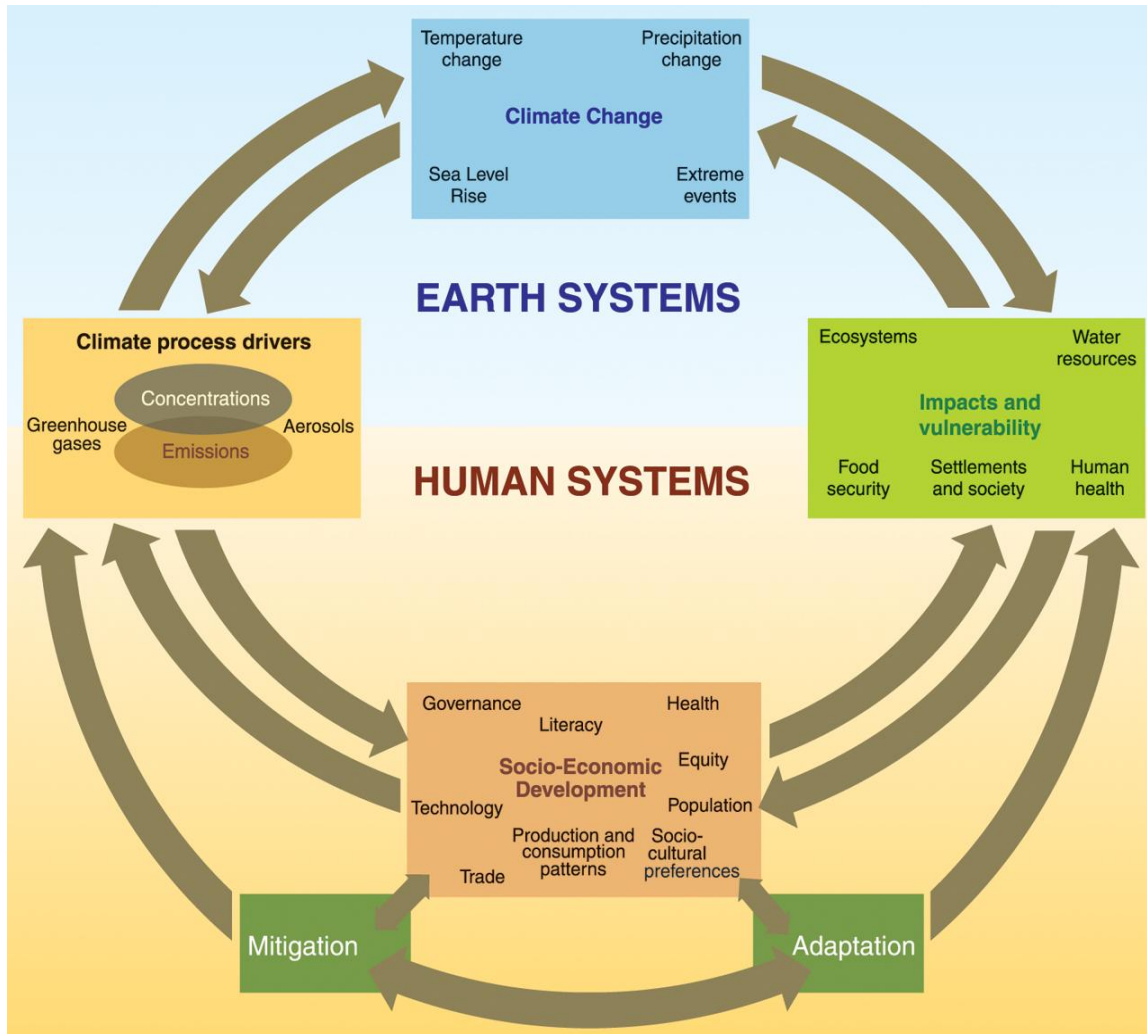 Temperature
change
Precipitation
change
Climate Change
Sea Level
Rise
Extreme
events
EARTH SYSTEMS
Climate process drivers
Concentrations
Greenhouse
gases
Aerosols
Emissions
Ecosystems
Water
resources
Impacts and
vulnerability
Food
security
Settlements
and society
Human
health
HUMAN SYSTEMS
Governance
Literacy
Health
Socio-Economic
Development
Equity
Technology
Population
Production and
consumption
patterns
Socio-
cultural
preferences
Trade
Mitigation
Adaptation